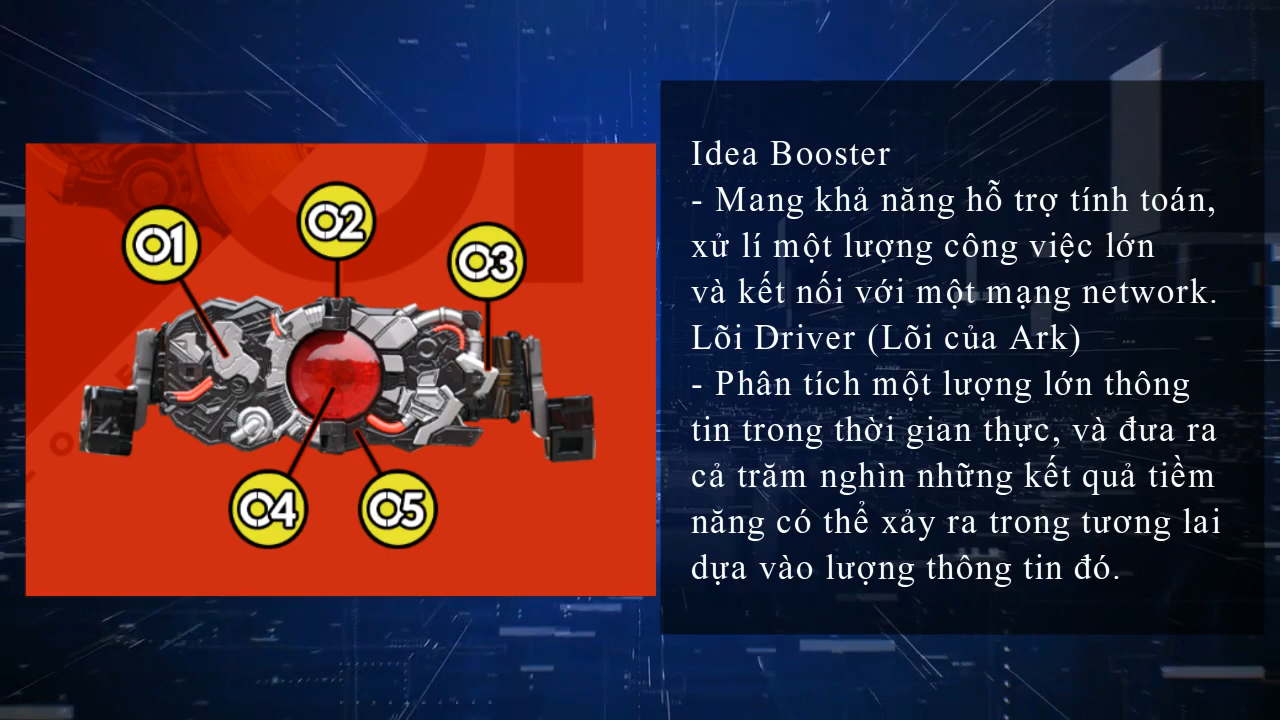 01
02
03
04
05
Idea Booster
- Mang khả năng hỗ trợ tính toán,
xử lí một lượng công việc lớn
và kết nối với một mạng network.
Lõi Driver (Lõi của Ark)
- Phân tích một lượng lớn thông
tin trong thời gian thực, và đưa ra
cả trăm nghìn những kết quả tiềm
năng có thể xảy ra trong tương lai
dựa vào lượng thông tin đó.